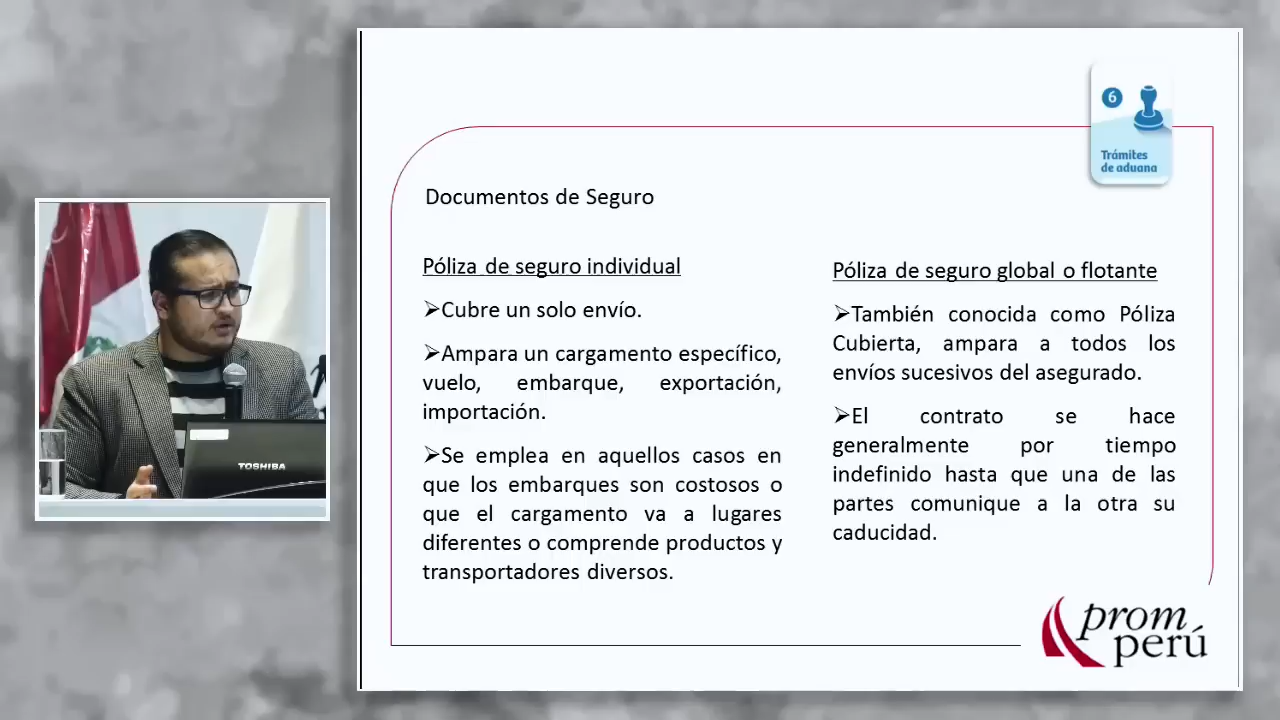 6
Trámites
de aduana
Documentos de Seguro
Póliza de seguro individual
➢Cubre un solo envío.
➢Ampara un cargamento específico,
vuelo, embarque, exportación,
importación.
➢Se emplea en aquellos casos en
que los embarques son costosos o
que el cargamento va a lugares
diferentes o comprende productos y
transportadores diversos.
Póliza de seguro global o flotante
➢También conocida como Póliza
Cubierta, ampara a todos los
envíos sucesivos del asegurado.
➢El contrato se hace
generalmente por tiempo
indefinido hasta que una de las
partes comunique a la otra su
caducidad.
prom
perú
TOSHIBA